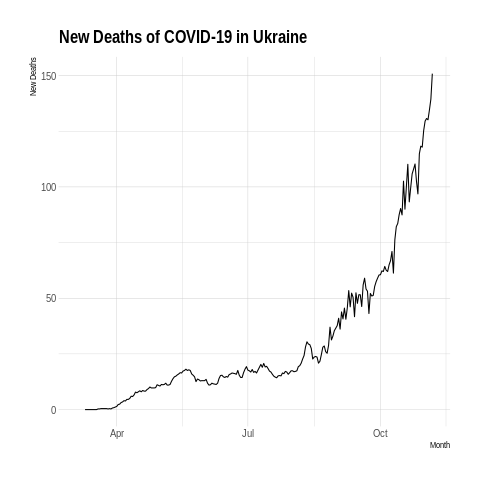 New Deaths of COVID-19 in Ukraine
New Deaths
150
100
50
0
Apr
Jul
Oct
Month